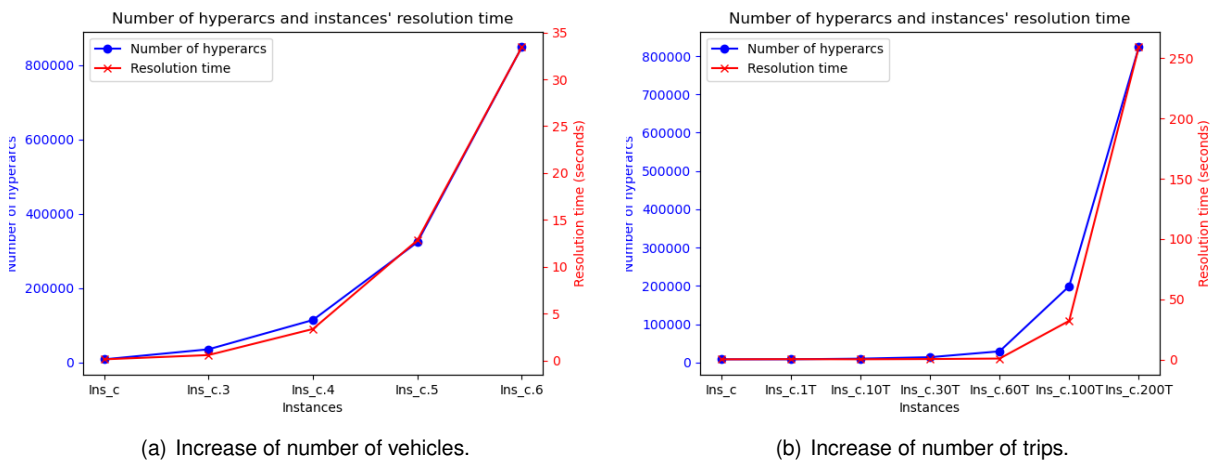 Number of hyperarcs and instances' resolution time
Number of hyperarcs
Resolution time
Number of hyperarcs
800000
600000
400000
200000
0
35
30
25
20
15
10
5
0
Resolution time (seconds)
Ins_c
Ins_c.3
Ins_c.4
Ins_c.5
Ins_c.6
Instances
(a) Increase of number of vehicles.
Number of hyperarcs and instances' resolution time
Number of hyperarcs
Resolution time
Number of hyperarcs
800000
700000
600000
500000
400000
300000
200000
100000
0
250
200
150
100
50
0
Resolution time (seconds)
Ins_c
Ins_c.1T
Ins_c.10T
Ins_c.30T
Ins_c.60T
Ins_c.100T
Ins_c.200T
Instances
(b) Increase of number of trips.